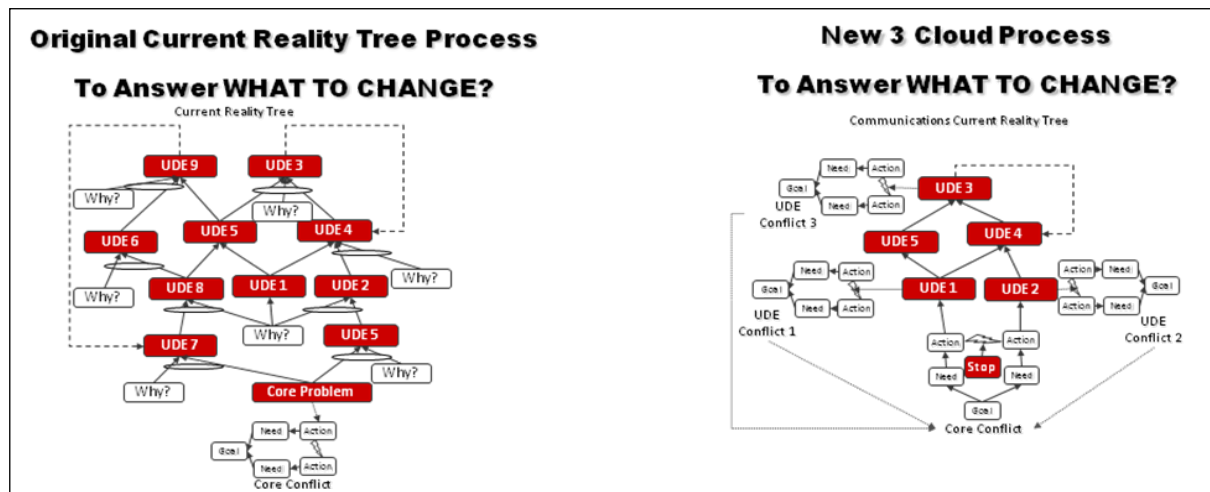 Original Current Reality Tree Process
To Answer WHAT TO CHANGE?
Current Reality Tree
UDE 9
UDE 3
Why?
Why?
UDE 5
UDE 4
UDE 6
Why?
Why?
UDE 8
UDE 1
UDE 2
Why?
UDE 7
UDE 5
Why?
Why?
Core Problem
Need
Action
Goal
Need
Action
Core Conflict
New 3 Cloud Process
To Answer WHAT TO CHANGE?
Communications Current Reality Tree
Need
Action
Goal
UDE 3
Need
Action
UDE
Conflict 3
UDE 5
UDE 4
Need
Action
Goal
UDE 1
UDE 2
Need
Action
UDE
Conflict 1
Action
Need
Goal
Action
Need
UDE
Conflict 2
Action
Action
Stop
Need
Need
Goal
Core Conflict